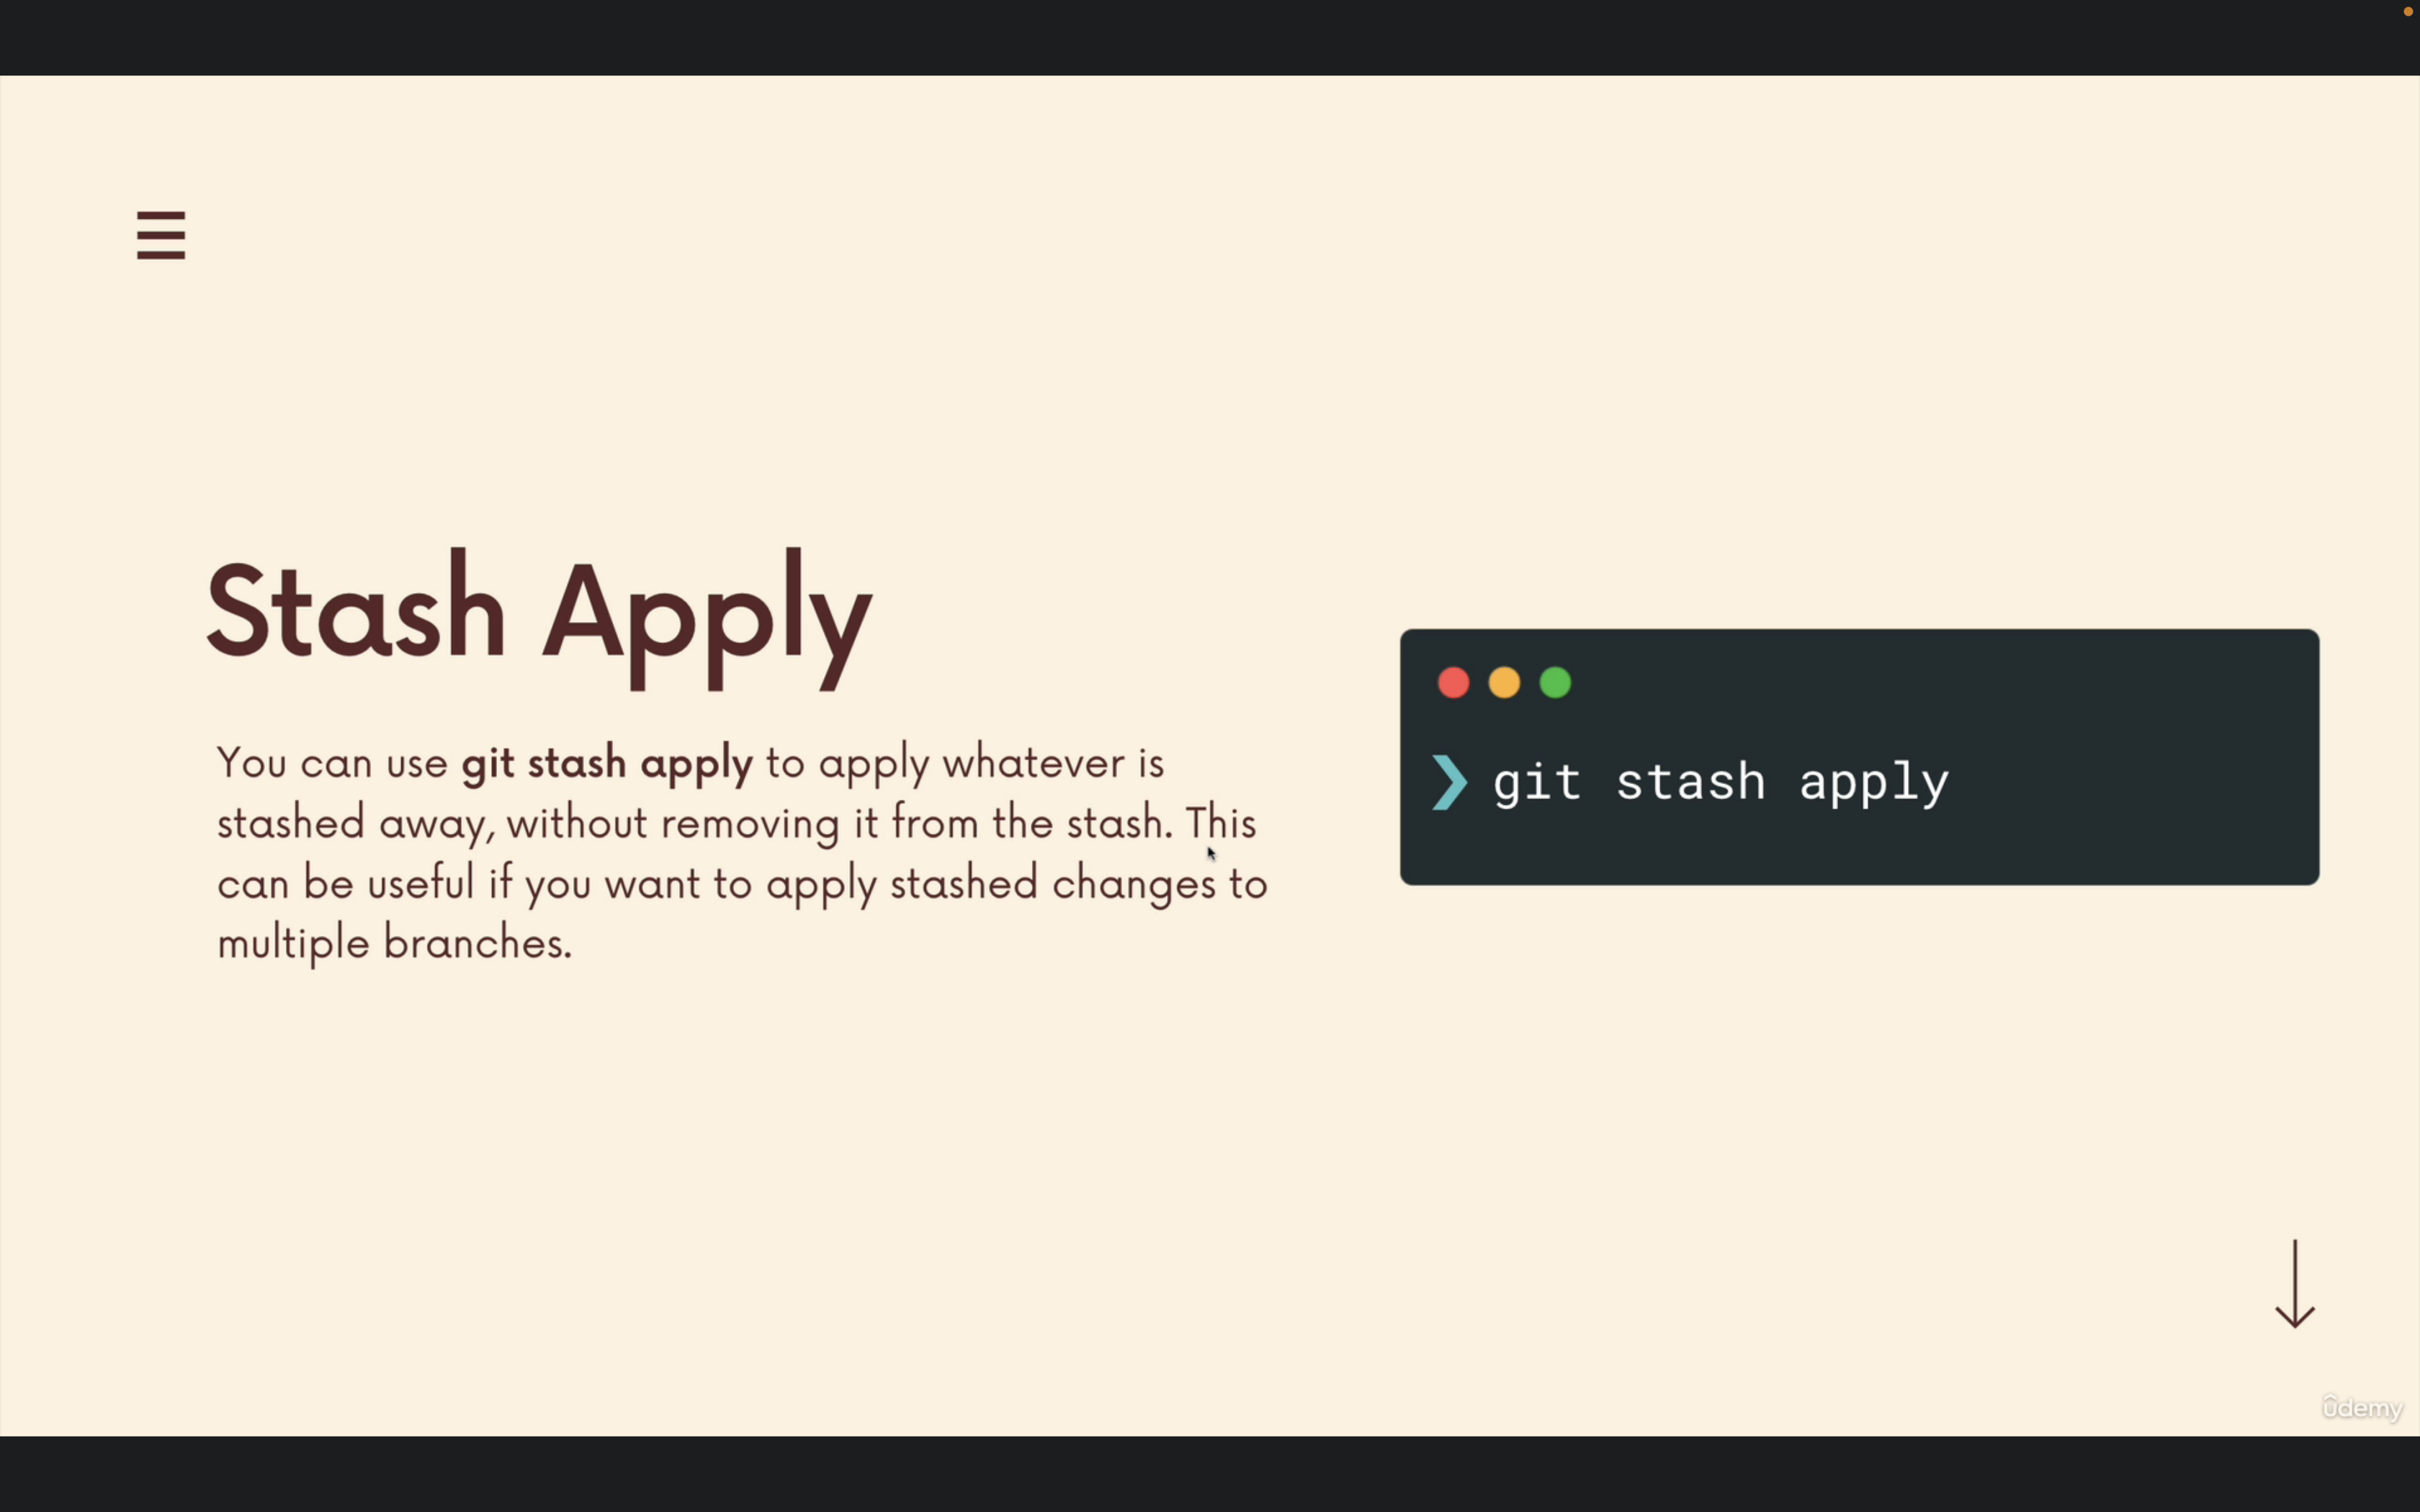 Stash Apply
You can use git stash apply to apply whatever is
stashed away, without removing it from the stash. This
can be useful if you want to apply stashed changes to
multiple branches.
❯ git stash apply
ûdemy